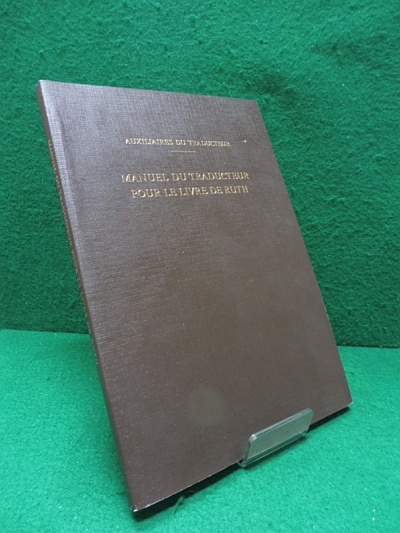 AUXILIAIRES DU TRADUCTEUR
MANUEL DU TRADUCTEUR
POUR LE LIVRE DE RUTH